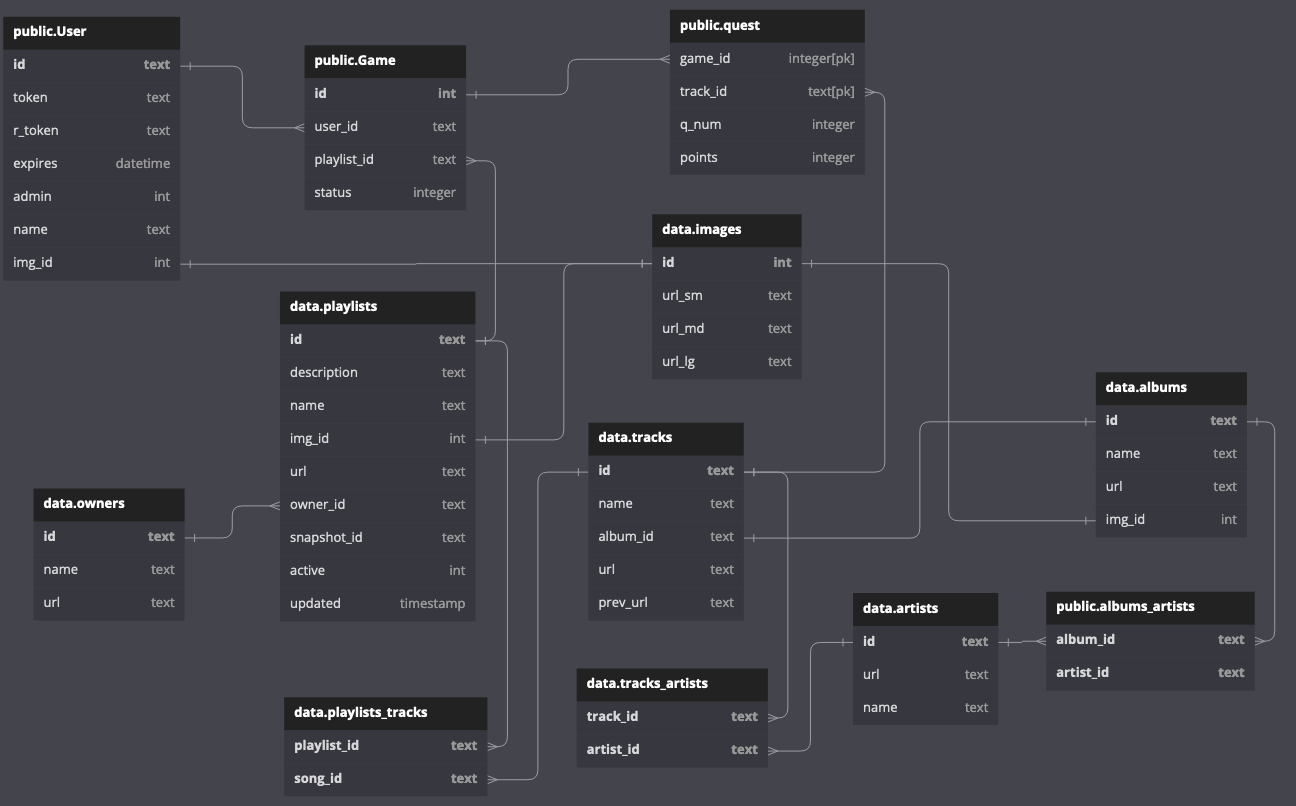 public.User
id text
token text
r_token text
expires datetime
admin int
name text
img_id int
public.Game
id int
user_id text
playlist_id text
status integer
public.quest
game_id integer[pk]
track_id text[pk]
q_num integer
points integer
data.images
id int
url_sm text
url_md text
url_lg text
data.playlists
id text
description text
name text
img_id int
url text
owner_id text
snapshot_id text
active int
updated timestamp
data.owners
id text
name text
url text
data.tracks
id text
name text
album_id text
url text
prev_url text
data.albums
id text
name text
url text
img_id int
data.artists
id text
url text
name text
public.albums_artists
album_id text
artist_id text
data.tracks_artists
track_id text
artist_id text
data.playlists_tracks
playlist_id text
song_id text